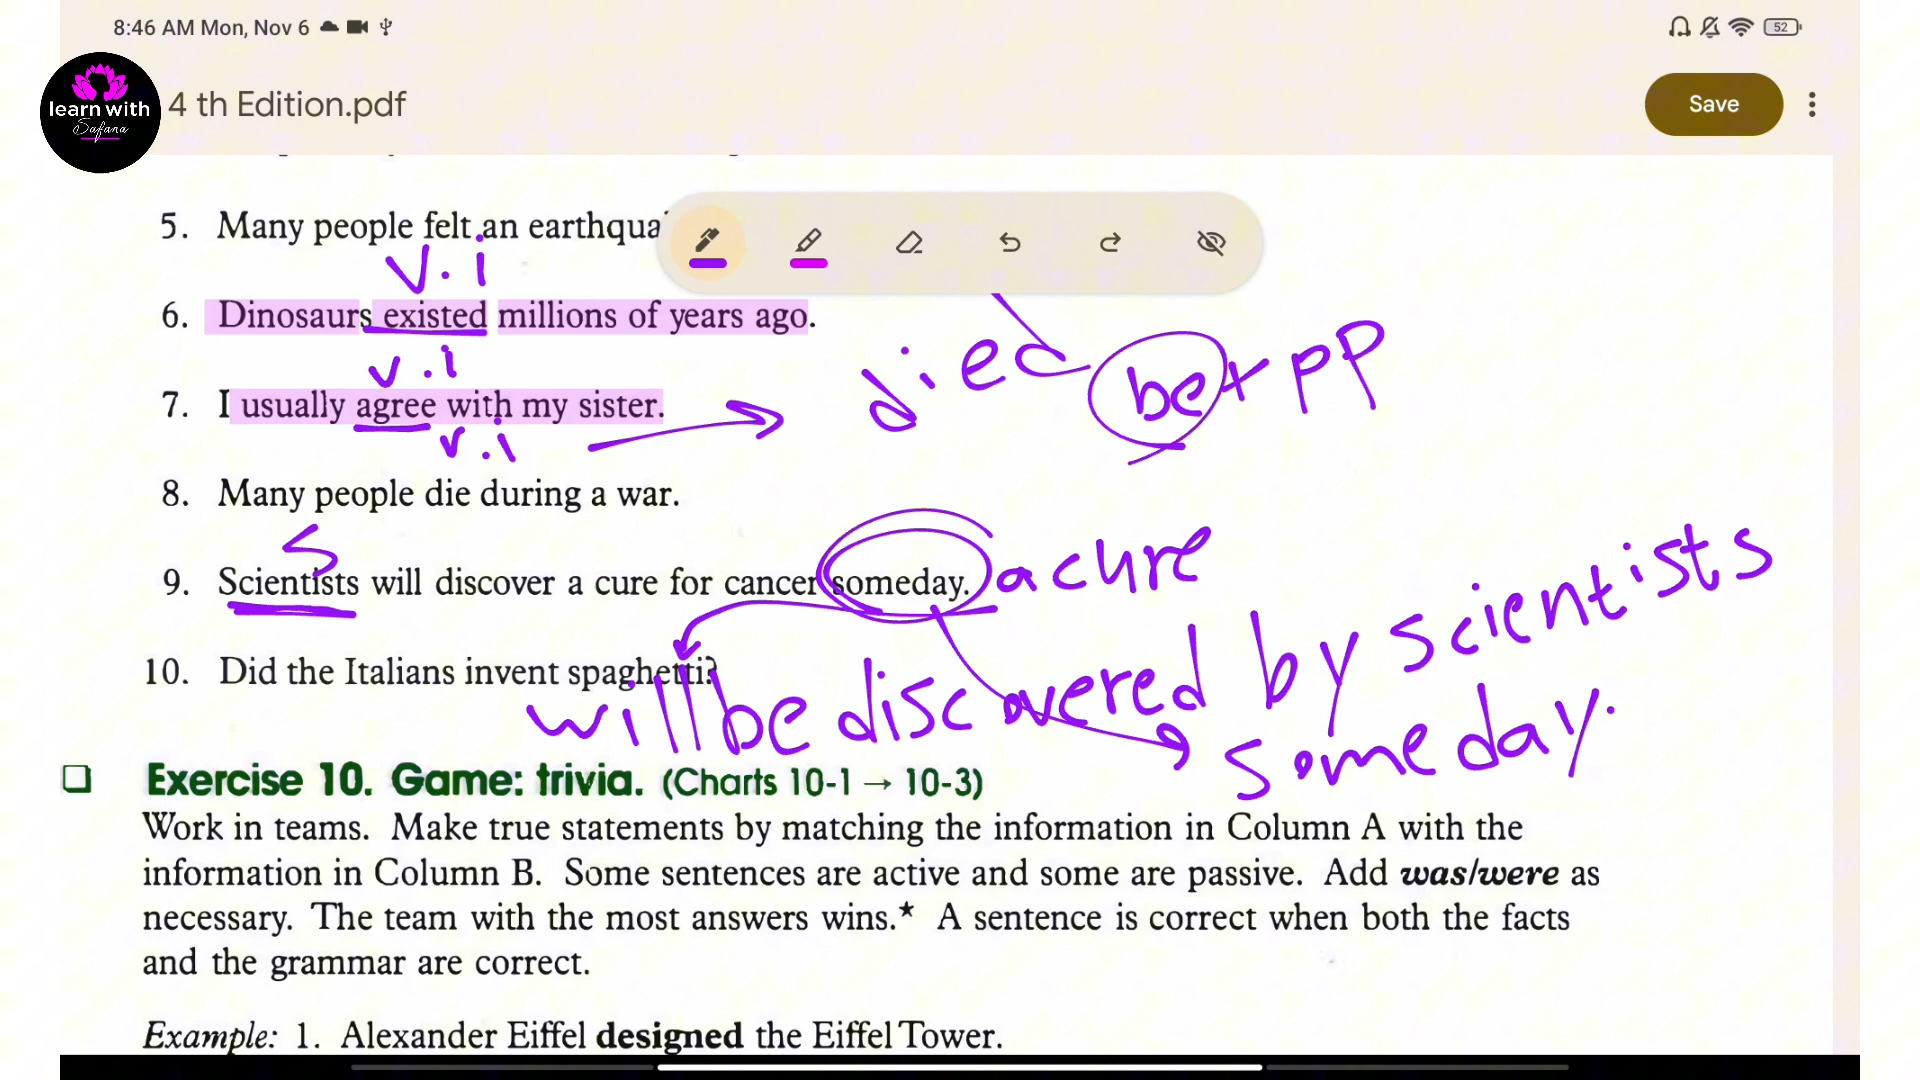 8:46 AM Mon, Nov 6
52
learn with
Safana
4 th Edition.pdf
Save
5. Many people felt an earthqua
v.i
6. Dinosaurs existed millions of years ago.
v.i
died be + pp
7. I usually agree with my sister.
v.i
8. Many people die during a war.
S
9. Scientists will discover a cure for cancer someday. a cure
10. Did the Italians invent spaghetti?
will be discovered by scientists
someday.
Exercise 10. Game: trivia. (Charts 10-1 → 10-3)
Work in teams. Make true statements by matching the information in Column A with the
information in Column B. Some sentences are active and some are passive. Add was/were as
necessary. The team with the most answers wins.* A sentence is correct when both the facts
and the grammar are correct.
Example: 1. Alexander Eiffel designed the Eiffel Tower.